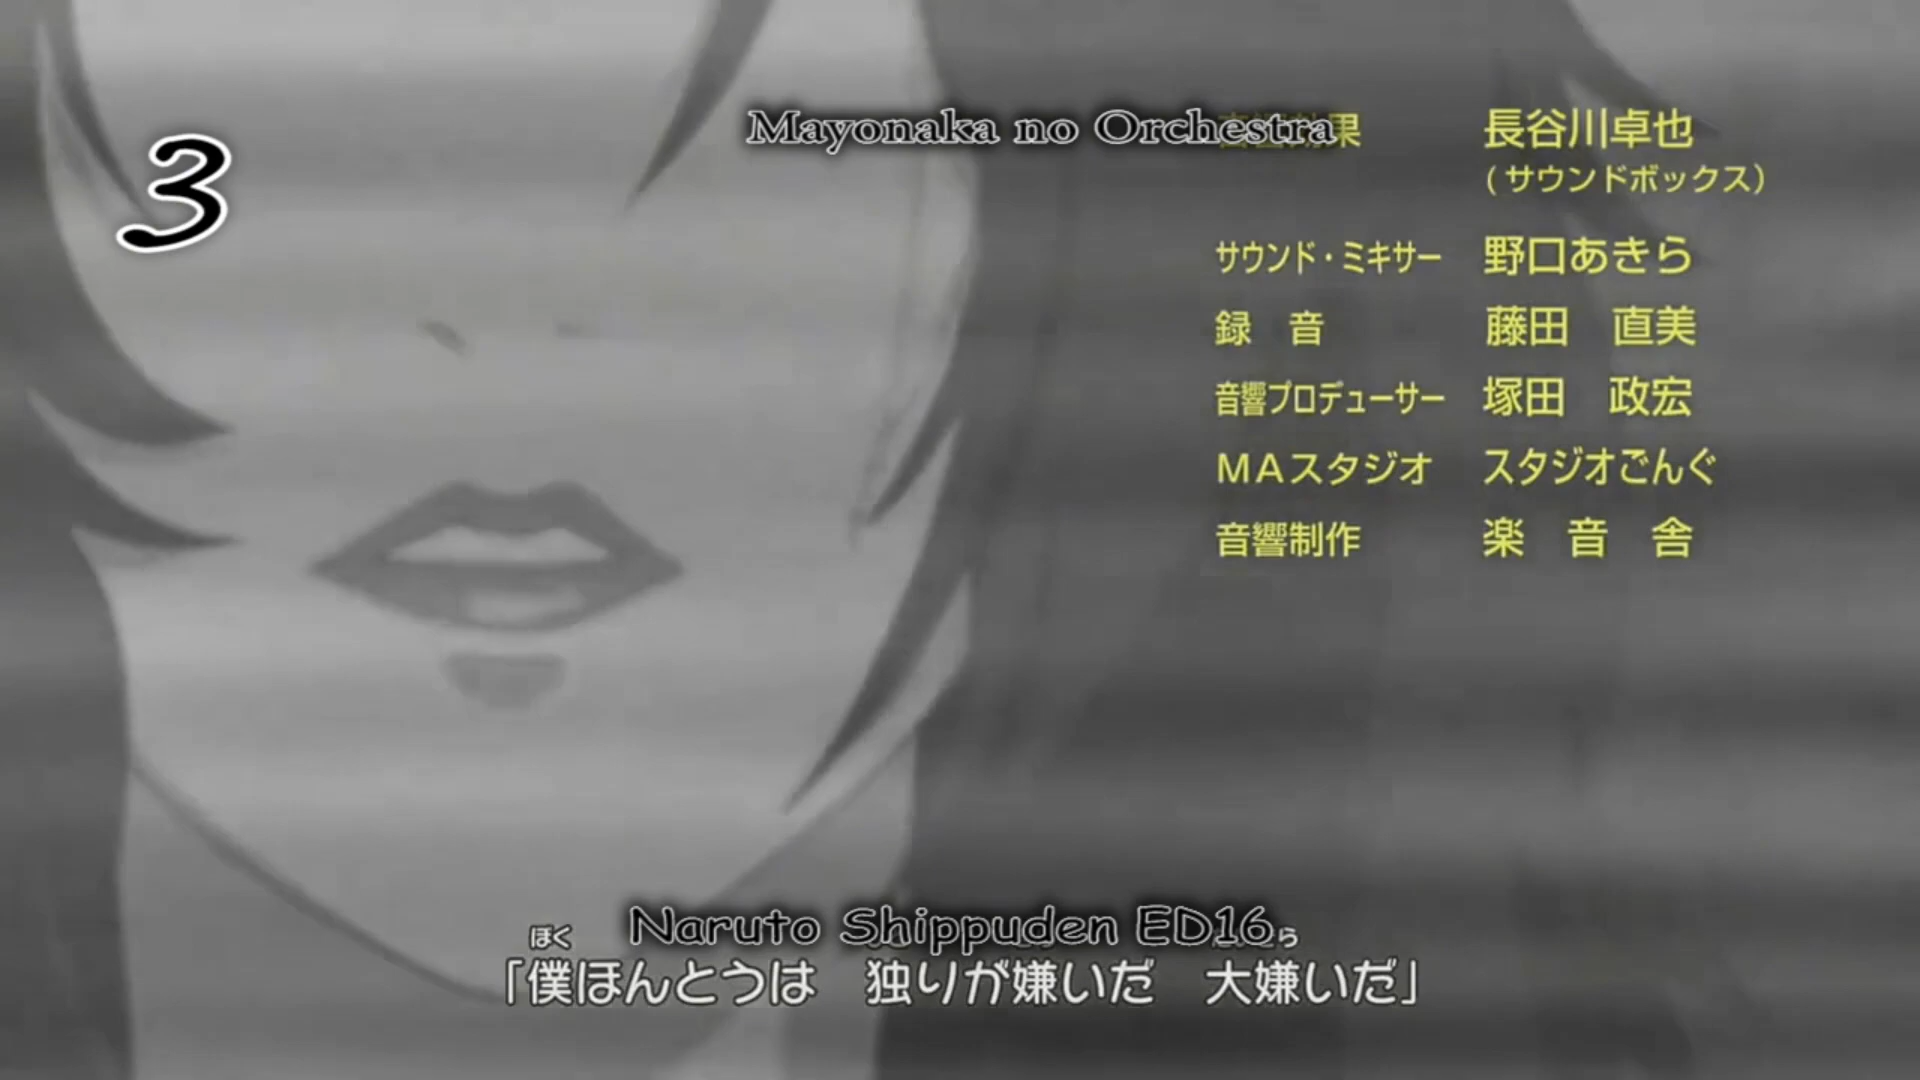 3
Mayonaka no Orchestra
果 長谷川卓也
(サウンドボックス)
サウンド・ミキサー 野口あきら
録 音 藤田 直美
音響プロデューサー 塚田 政宏
MAスタジオ スタジオごんぐ
音響制作 楽 音 舎
Naruto Shippuden ED16
ぼく ら
「僕ほんとうは 独りが嫌いだ 大嫌いだ」